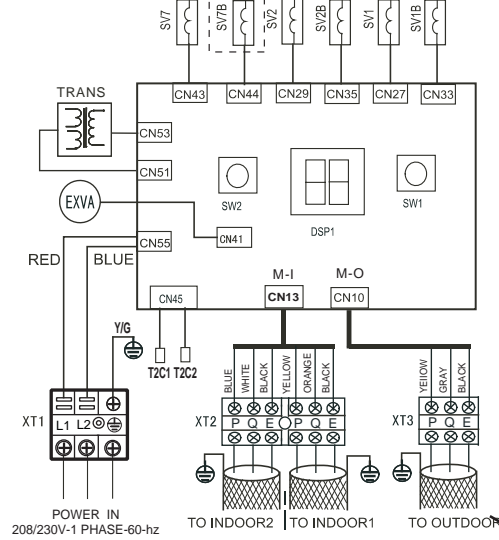 SV7 SV7B SV2 SV2B SV1 SV1B
CN43 CN44 CN29 CN35 CN27 CN33
TRANS
CN53
CN51
SW2
DSP1
SW1
EXVA
CN41
CN55
RED BLUE
CN45
M-I M-O
CN13 CN10
Y/G
T2C1 T2C2
BLUE WHITE BLACK YELLOW ORANGE BLACK
YEllOW GRAY BLACK
XT1 L1 L2
XT2 P Q E P Q E
XT3 P Q E
POWER IN
208/230V-1 PHASE-60-hz
TO INDOOR2 TO INDOOR1 TO OUTDOOR